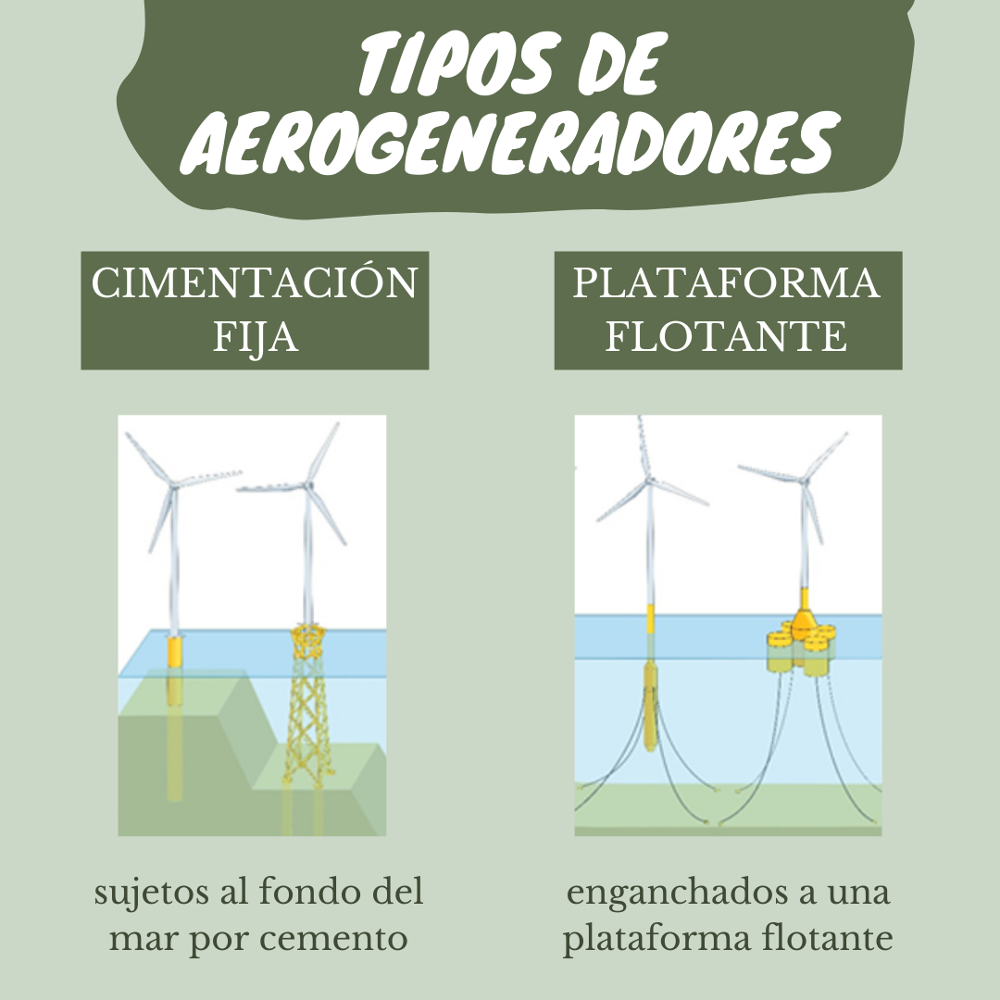 TIPOS DE
AEROGENERADORES
CIMENTACIÓN
FIJA
PLATAFORMA
FLOTANTE
sujetos al fondo del
mar por cemento
enganchados a una
plataforma flotante